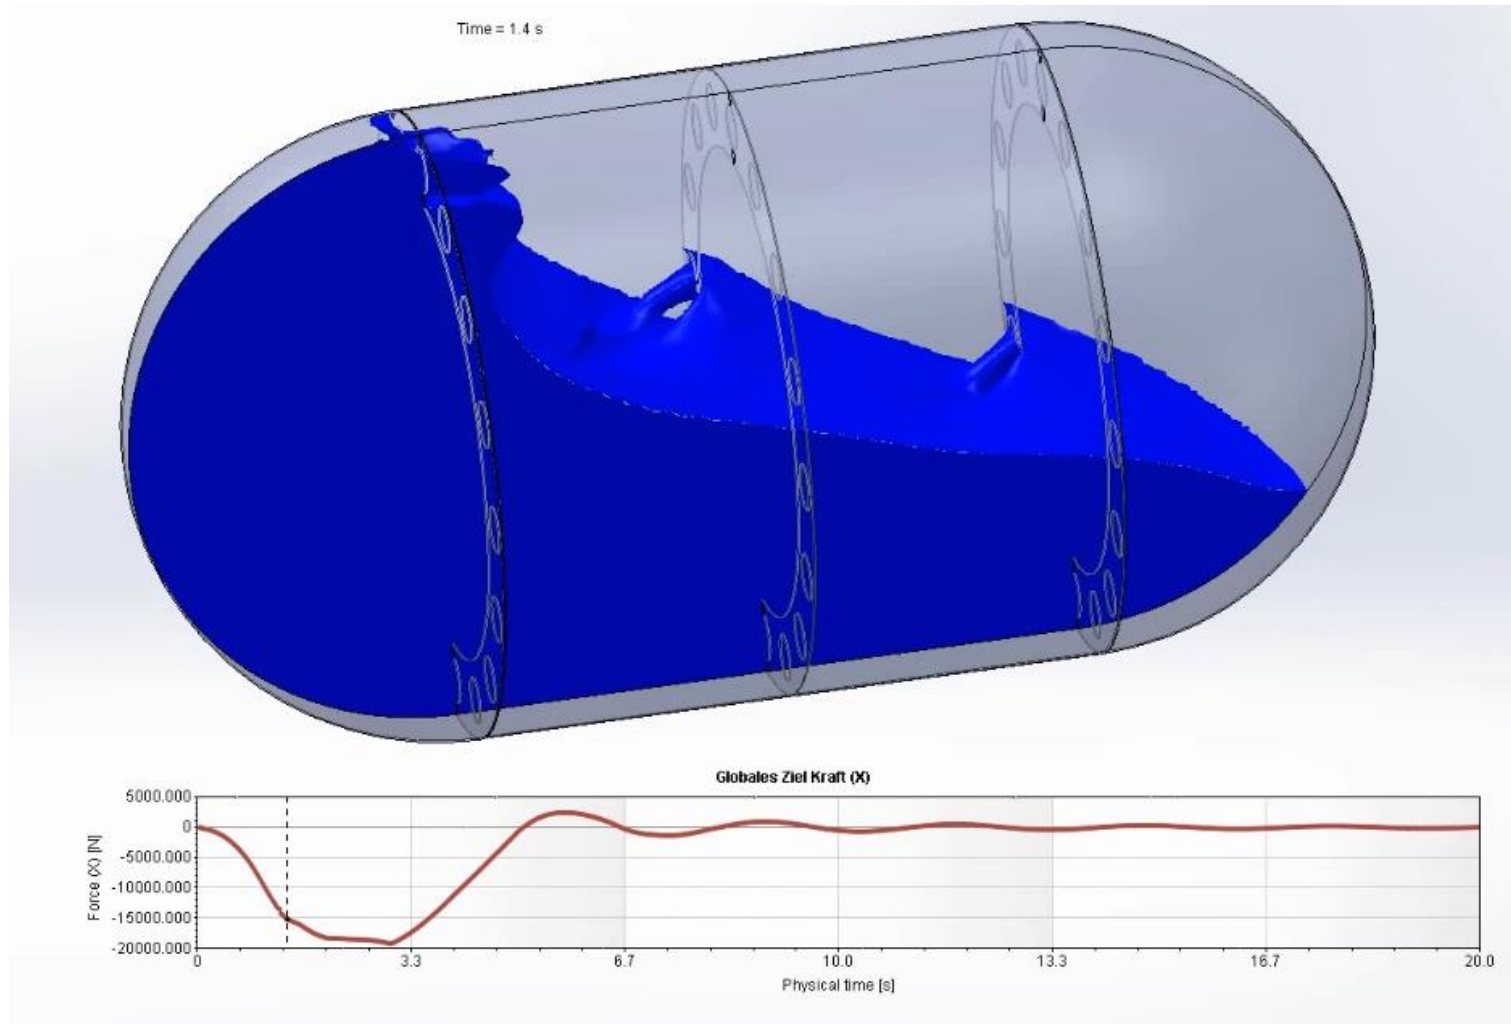 Time = 1.4 s
Globales Ziel Kraft (X)
5000.000
0
-5000.000
-10000.000
-15000.000
-20000.000
Force (X) [N]
0 3.3 6.7 10.0 13.3 16.7 20.0
Physical time [s]